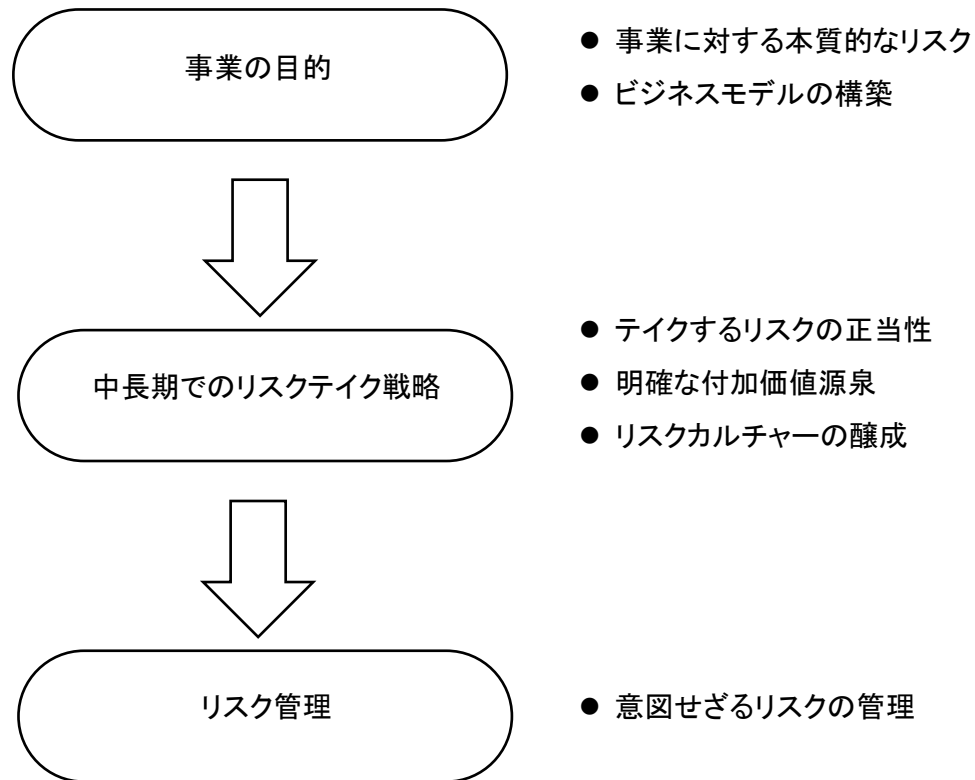 事業の目的
● 事業に対する本質的なリスク
● ビジネスモデルの構築
中長期でのリスクテイク戦略
● テイクするリスクの正当性
● 明確な付加価値源泉
● リスクカルチャーの醸成
リスク管理
● 意図せざるリスクの管理